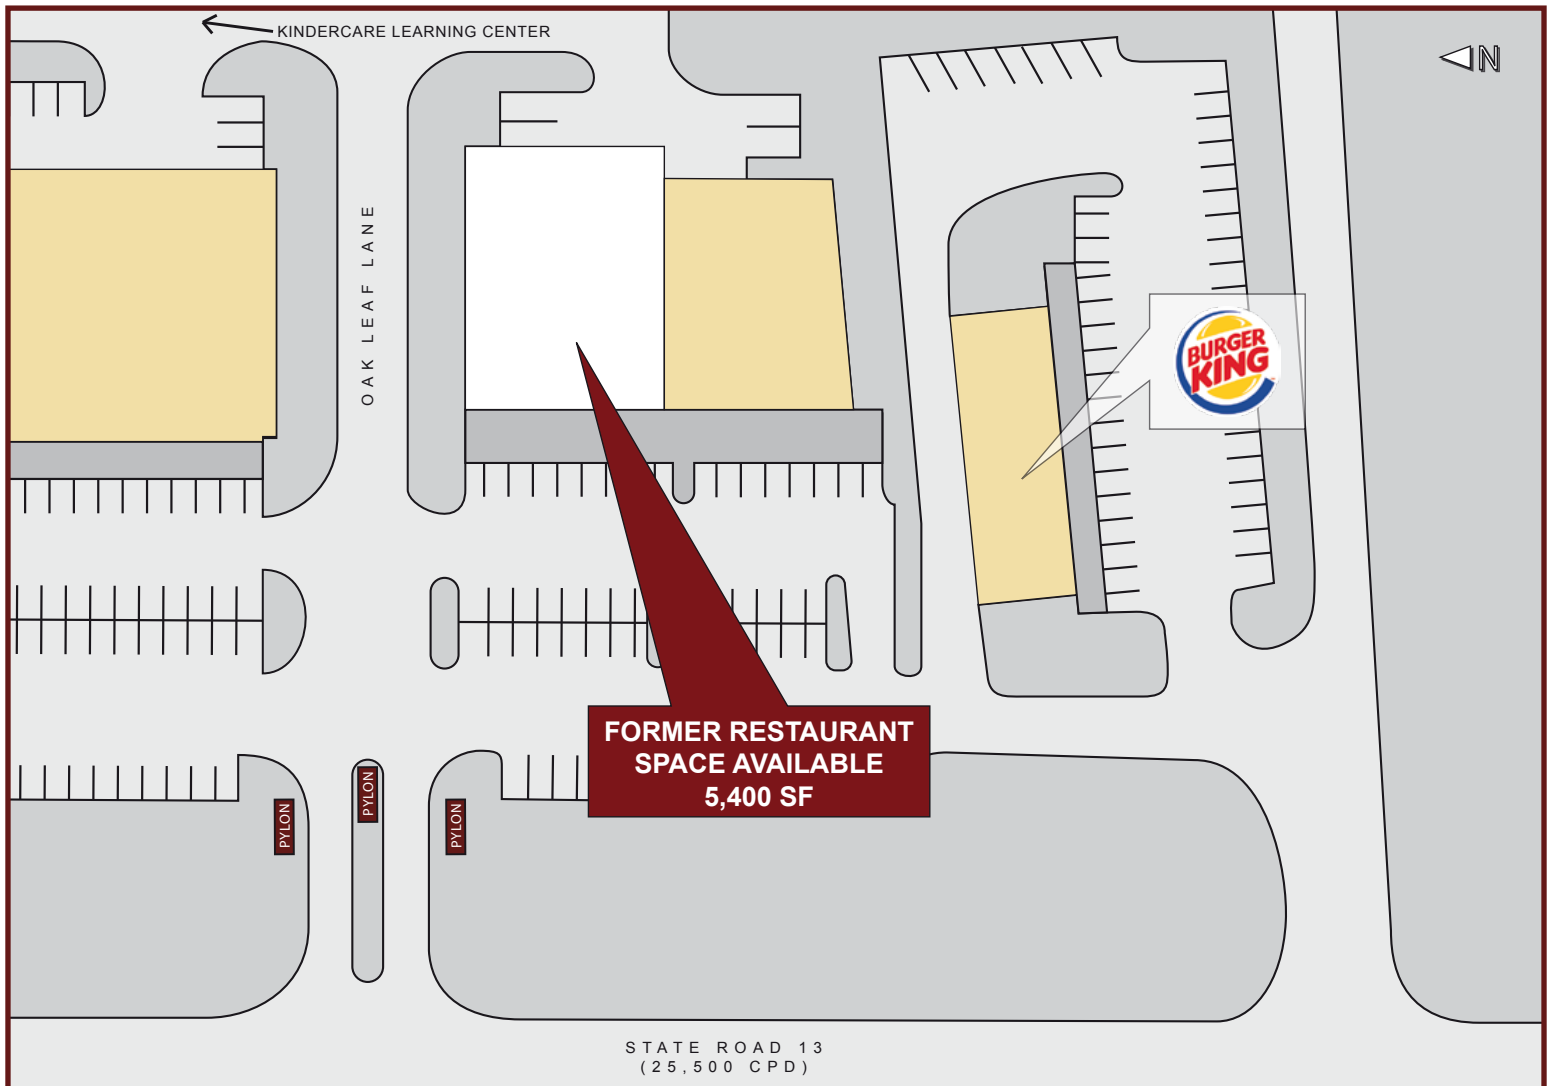 KINDERCARE LEARNING CENTER
N
OAK LEAF LANE
BURGER
KING
FORMER RESTAURANT
SPACE AVAILABLE
5,400 SF
PYLON
PYLON
PYLON
STATE ROAD 13
(25,500 CPD)